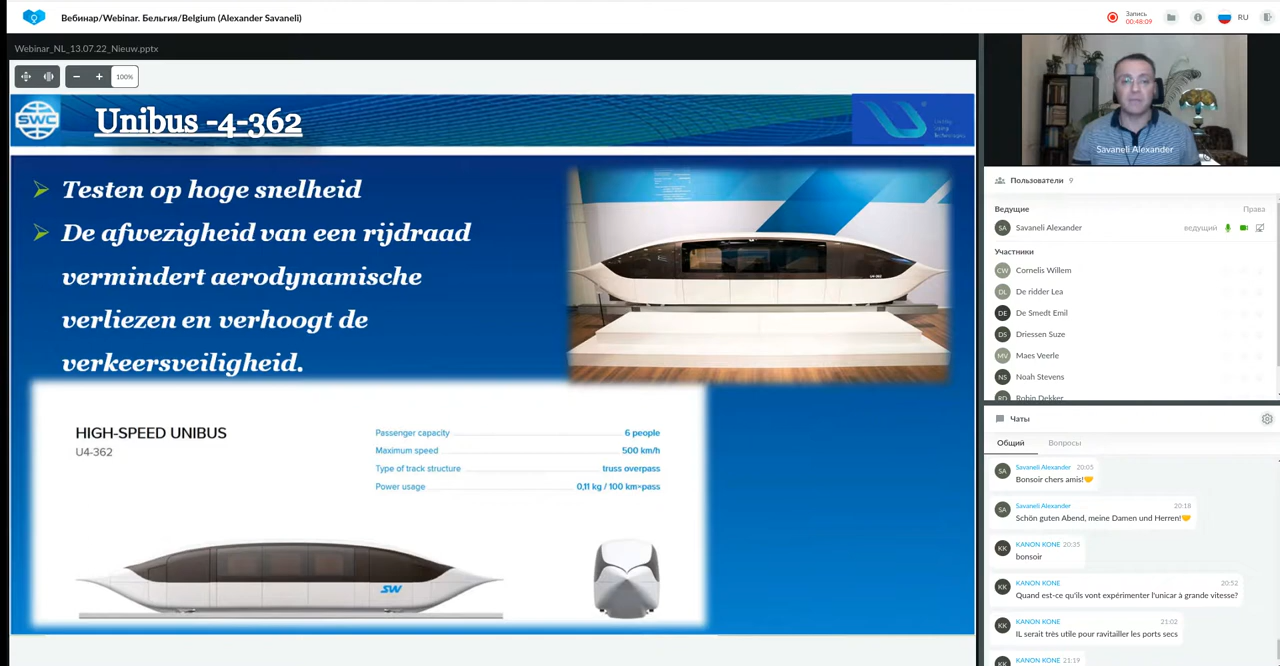 Вебинар/Webinar. Бельгия/Belgium (Alexander Savaneli)
Запись
00:48:09
RU
Webinar_NL_13.07.22_Nieuw.pptx
100%
SWC
Unibus -4-362
Testen op hoge snelheid
De afwezigheid van een rijdraad
vermindert aerodynamische
verliezen en verhoogt de
verkeersveiligheid.
HIGH-SPEED UNIBUS
U4-362
Passenger capacity 6 people
Maximum speed 500 km/h
Type of track structure truss overpass
Power usage 0,11 kg / 100 km×pass
SW
Savaneli Alexander
Пользователи 9
Ведущие Права
SA Savaneli Alexander ведущий
Участники
CW Cornelis Willem
DL De ridder Lea
DE De Smedt Emil
DS Driessen Suze
MV Maes Veerle
NS Noah Stevens
RD Robin Dekker
Чаты
Общий Вопросы
SA Savaneli Alexander 20:05
Bonsoir chers amis!
SA Savaneli Alexander 20:18
Schön guten Abend, meine Damen und Herren!
KK KANON KONE 20:35
bonsoir
KK KANON KONE 20:52
Quand est-ce qu'ils vont expérimenter l'unicar à grande vitesse?
KK KANON KONE 21:02
IL serait très utile pour ravitailler les ports secs
KK KANON KONE 21:19